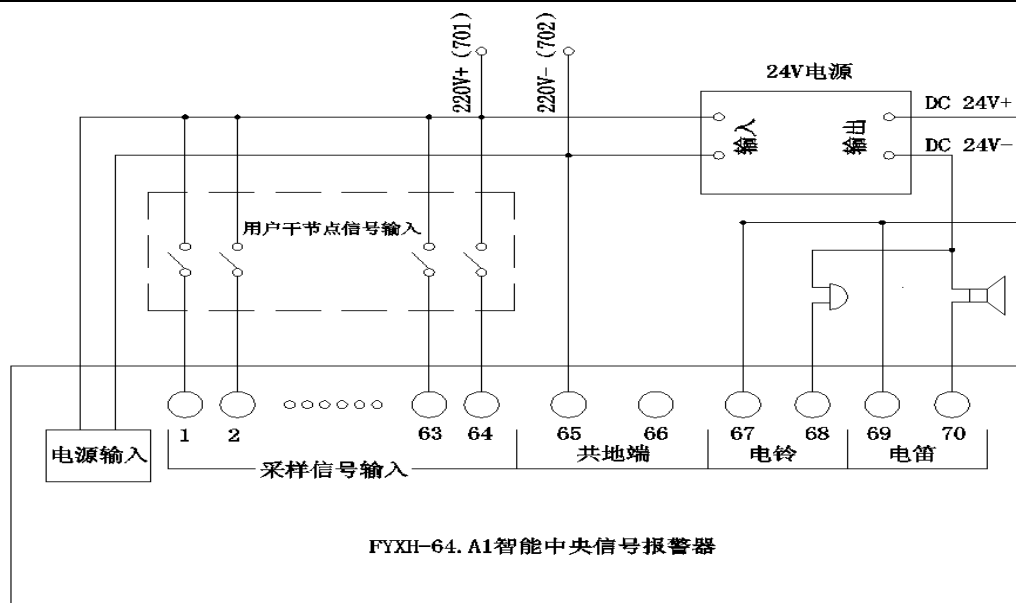 220V+(701)
220V-(702)
24V电源
DC 24V+
DC 24V-
输入
输出
用户干节点信号输入
1
2
63
64
65
66
67
68
69
70
电源输入
采样信号输入
共地端
电铃
电笛
FYXH-64.A1智能中央信号报警器